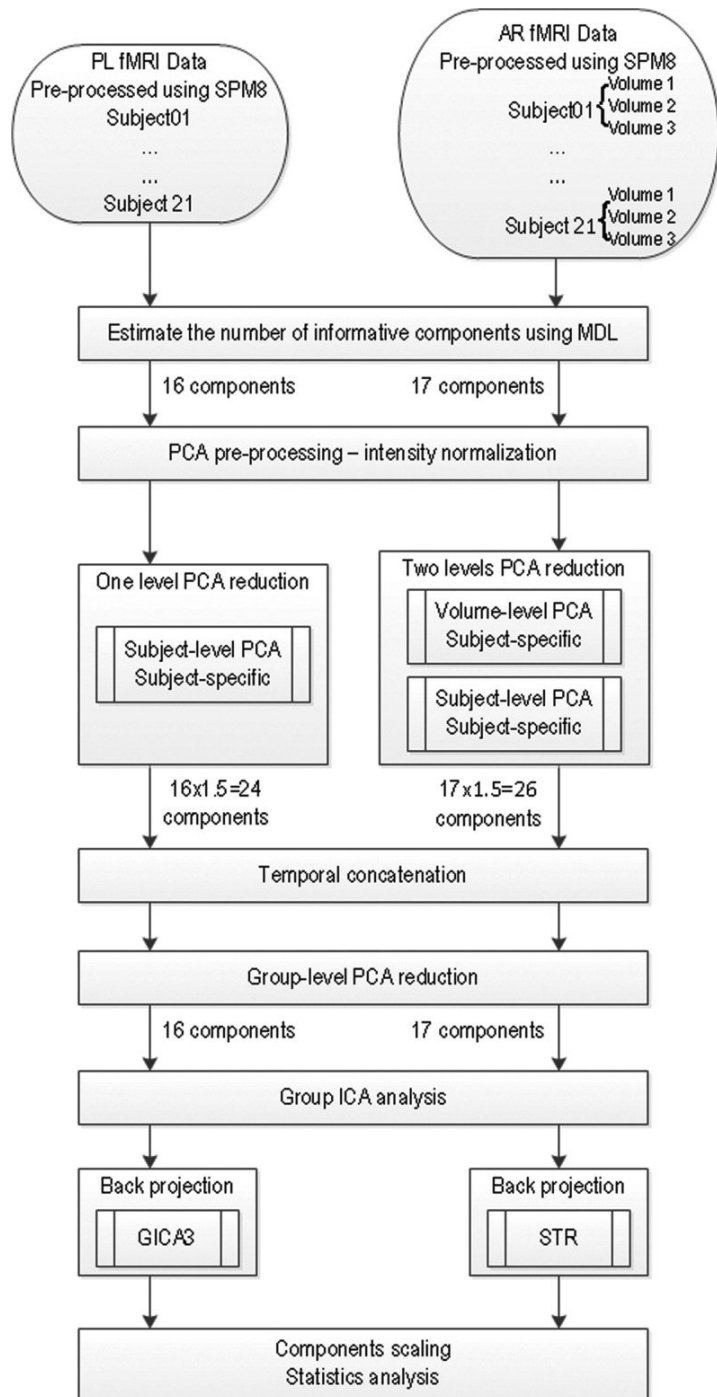 PL fMRI Data
Pre-processed using SPM8
Subject01
...
...
Subject 21
AR fMRI Data
Pre-processed using SPM8
Subject01
Volume 1
Volume 2
Volume 3
...
...
Subject 21
Volume 1
Volume 2
Volume 3
Estimate the number of informative components using MDL
16 components
17 components
PCA pre-processing – intensity normalization
One level PCA reduction
Subject-level PCA
Subject-specific
Two levels PCA reduction
Volume-level PCA
Subject-specific
Subject-level PCA
Subject-specific
16x1.5=24
components
17x1.5=26
components
Temporal concatenation
Group-level PCA reduction
16 components
17 components
Group ICA analysis
Back projection
GICA3
Back projection
STR
Components scaling
Statistics analysis